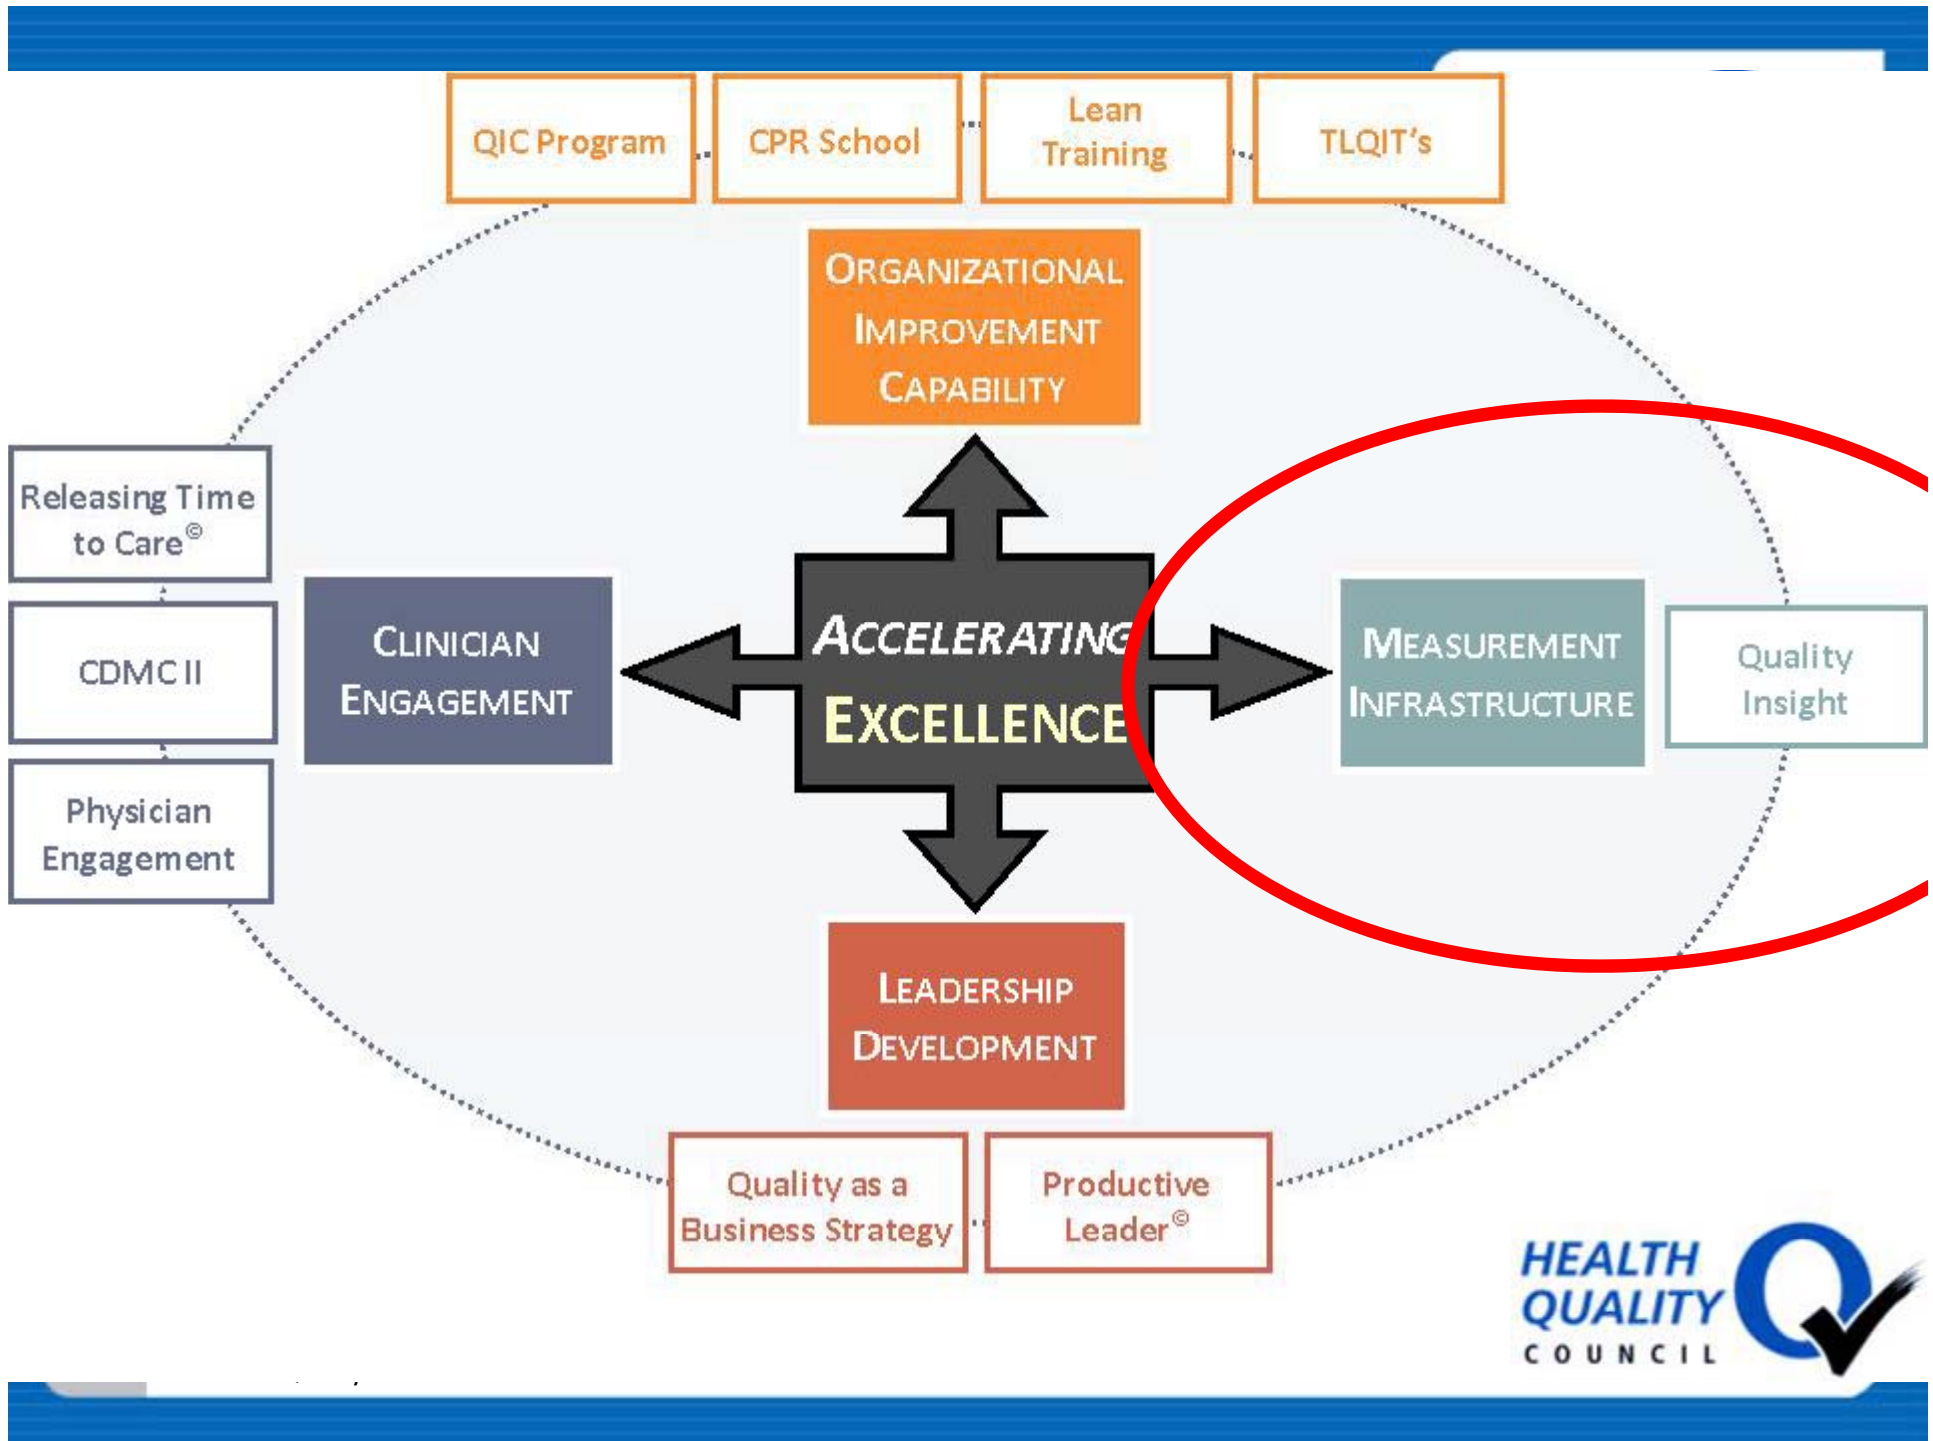 QIC Program
CPR School
Lean
Training
TLQIT's
ORGANIZATIONAL
IMPROVEMENT
CAPABILITY
Releasing Time
to Care©
CDMC II
Physician
Engagement
CLINICIAN
ENGAGEMENT
ACCELERATING
EXCELLENCE
MEASUREMENT
INFRASTRUCTURE
Quality
Insight
LEADERSHIP
DEVELOPMENT
Quality as a
Business Strategy
Productive
Leader©
HEALTH
QUALITY
COUNCIL